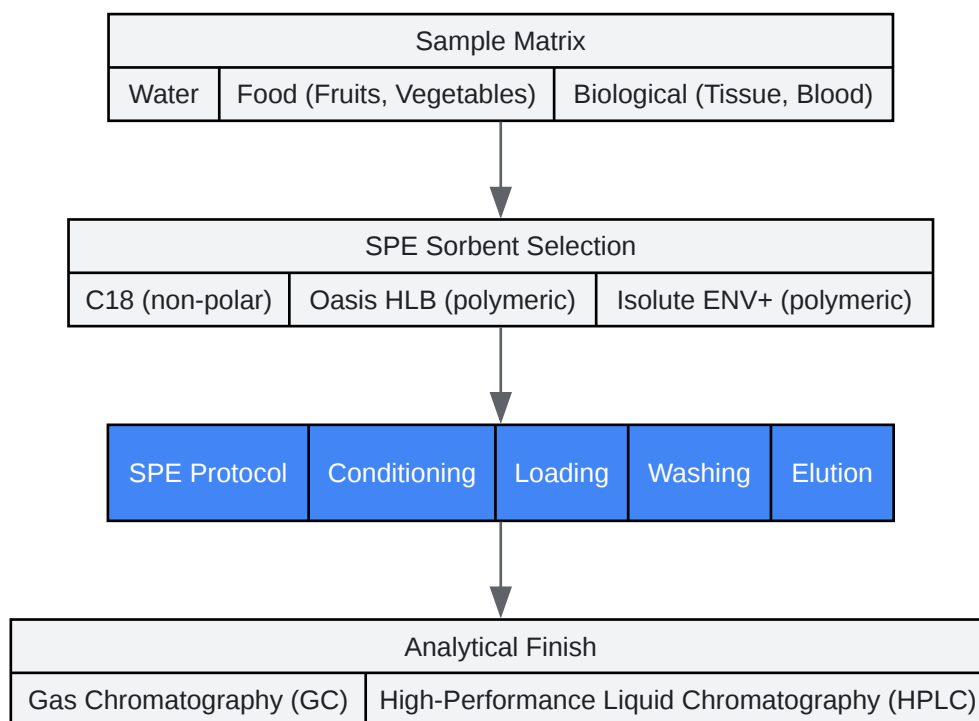 Sample Matrix
Water Food (Fruits, Vegetables) Biological (Tissue, Blood)
SPE Sorbent Selection
C18 (non-polar) Oasis HLB (polymeric) Isolute ENV+ (polymeric)
SPE Protocol Conditioning Loading Washing Elution
Analytical Finish
Gas Chromatography (GC) High-Performance Liquid Chromatography (HPLC)